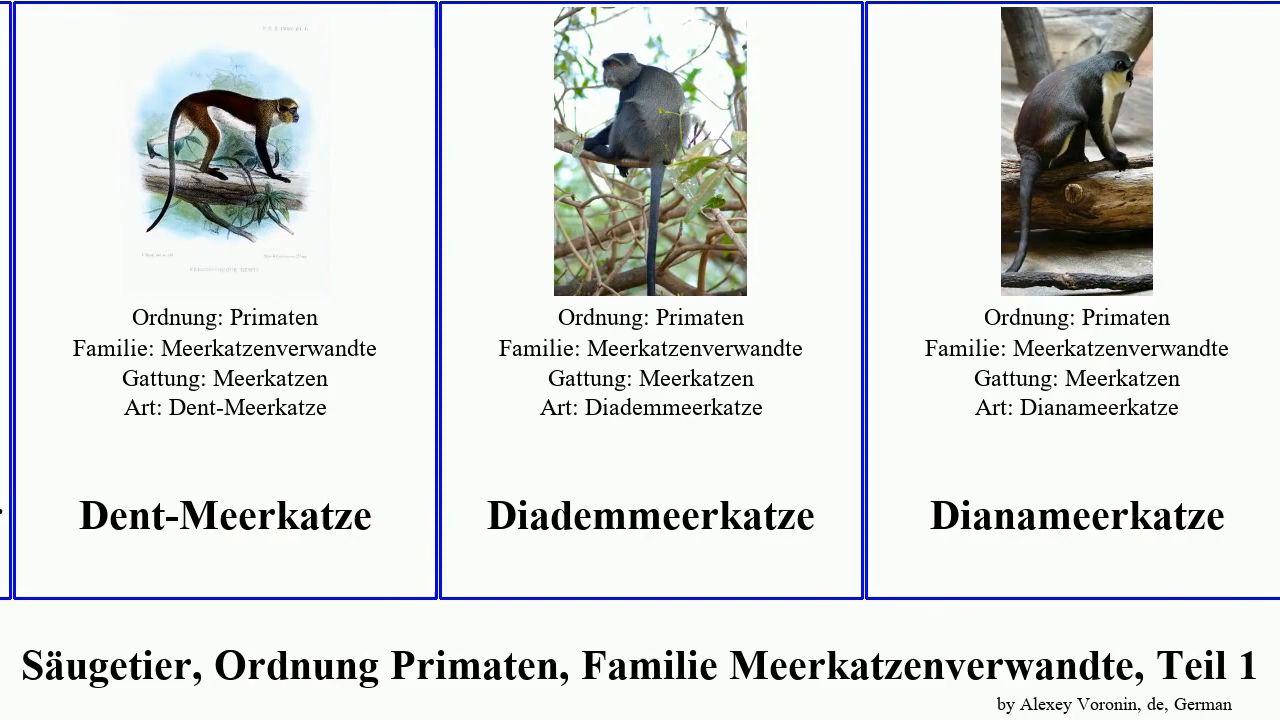 Ordnung: Primaten
Familie: Meerkatzenverwandte
Gattung: Meerkatzen
Art: Dent-Meerkatze
Dent-Meerkatze
Ordnung: Primaten
Familie: Meerkatzenverwandte
Gattung: Meerkatzen
Art: Diademmeerkatze
Diademmeerkatze
Ordnung: Primaten
Familie: Meerkatzenverwandte
Gattung: Meerkatzen
Art: Dianameerkatze
Dianameerkatze
Säugetier, Ordnung Primaten, Familie Meerkatzenverwandte, Teil 1
by Alexey Voronin, de, German